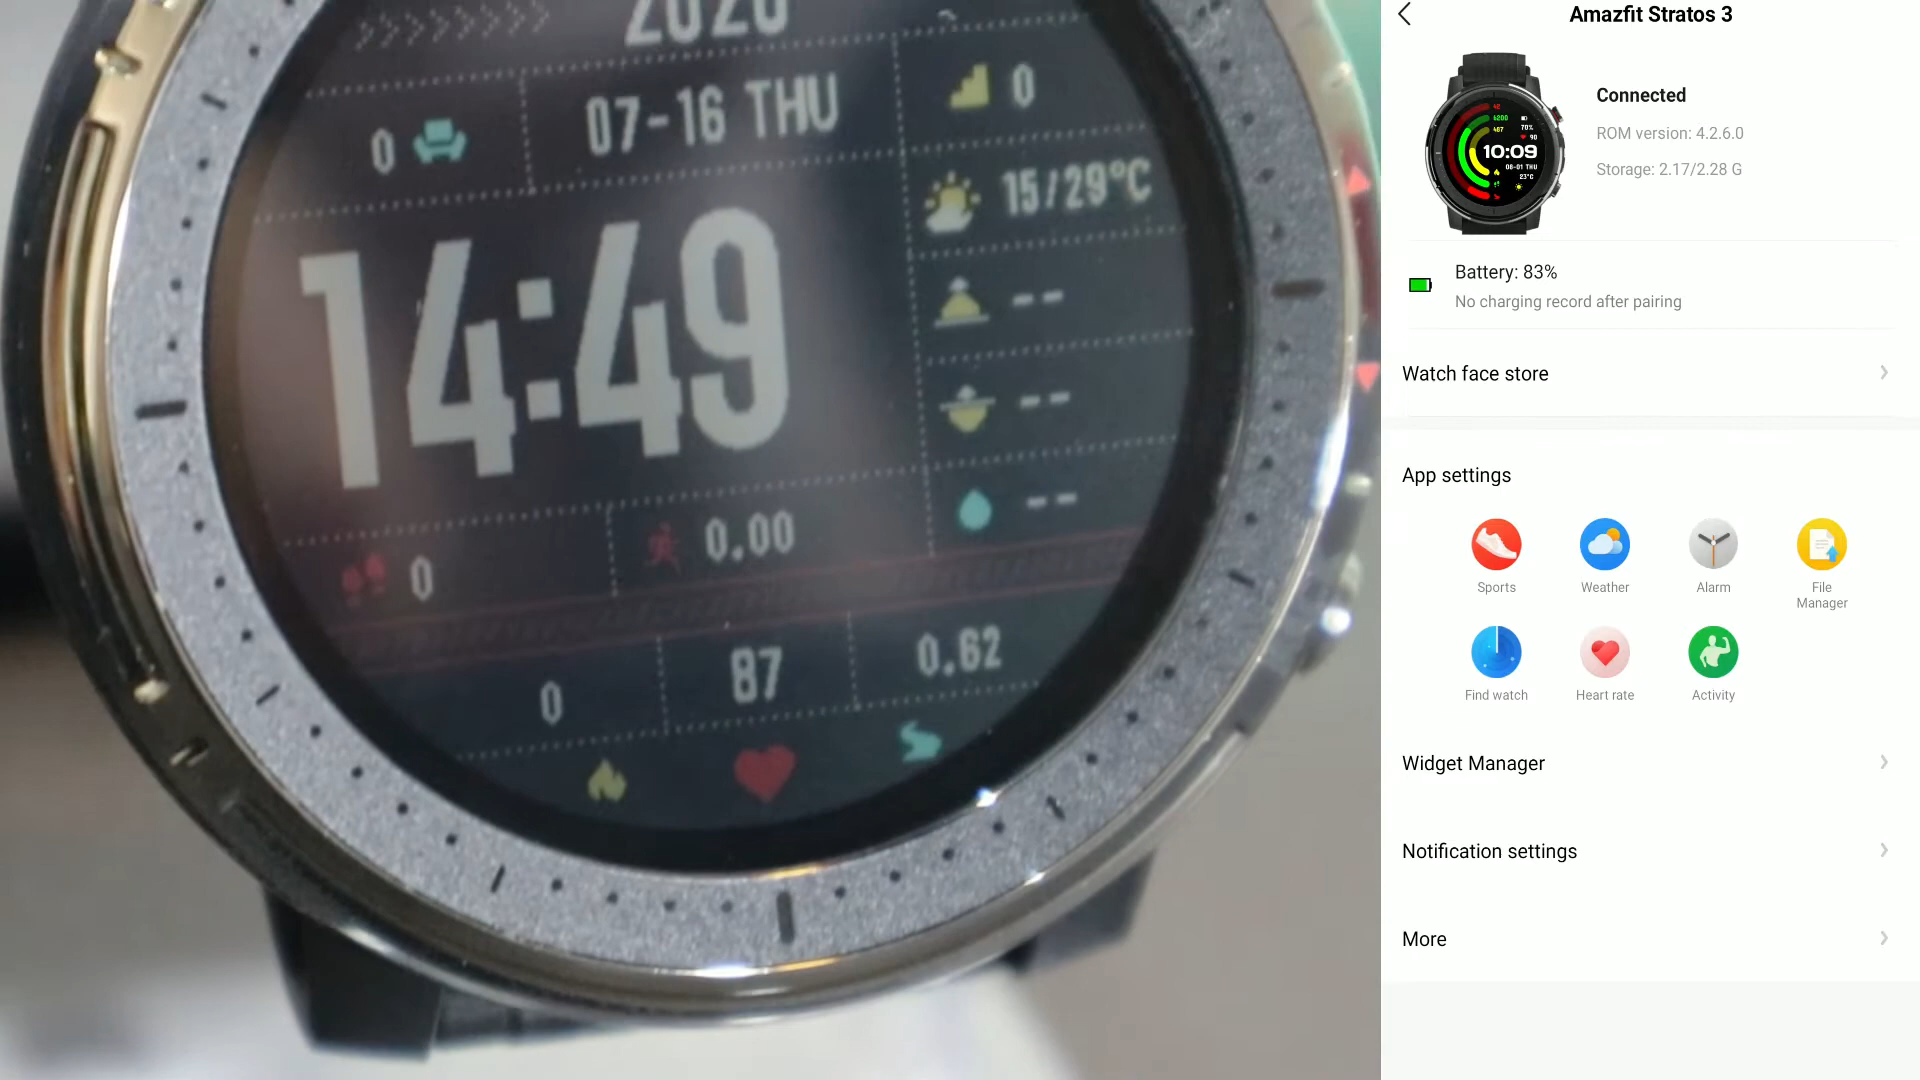 2020
0
07-16 THU
0
15/29°C
14:49
--
--
--
0
0.00
0
87
0.62
Amazfit Stratos 3
Connected
ROM version: 4.2.6.0
Storage: 2.17/2.28 G
10:09
Battery: 83%
No charging record after pairing
Watch face store
App settings
Sports
Weather
Alarm
File
Manager
Find watch
Heart rate
Activity
Widget Manager
Notification settings
More